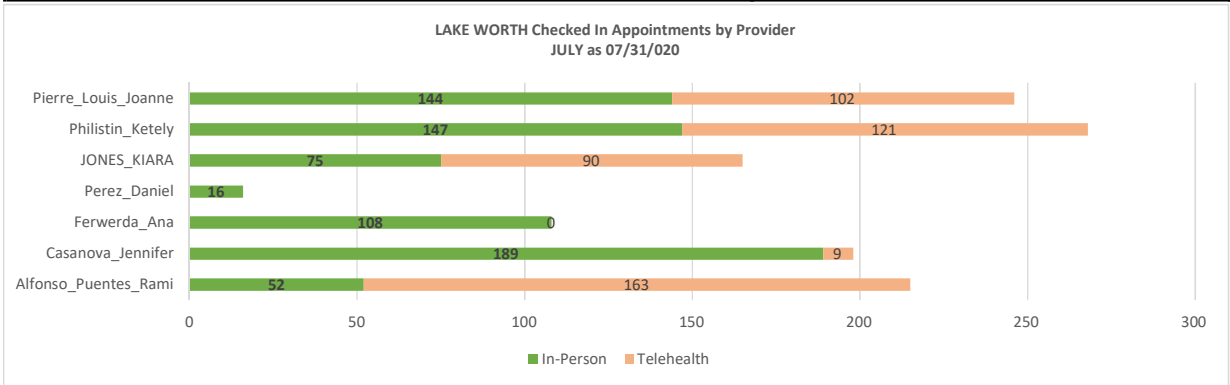 LAKE WORTH Checked In Appointments by Provider
JULY as 07/31/020
Pierre_Louis_Joanne 144 102
Philistin_Ketely 147 121
JONES_KIARA 75 90
Perez_Daniel 16
Ferwerda_Ana 108 0
Casanova_Jennifer 189 9
Alfonso_Puentes_Rami 52 163
0 50 100 150 200 250 300
In-Person Telehealth